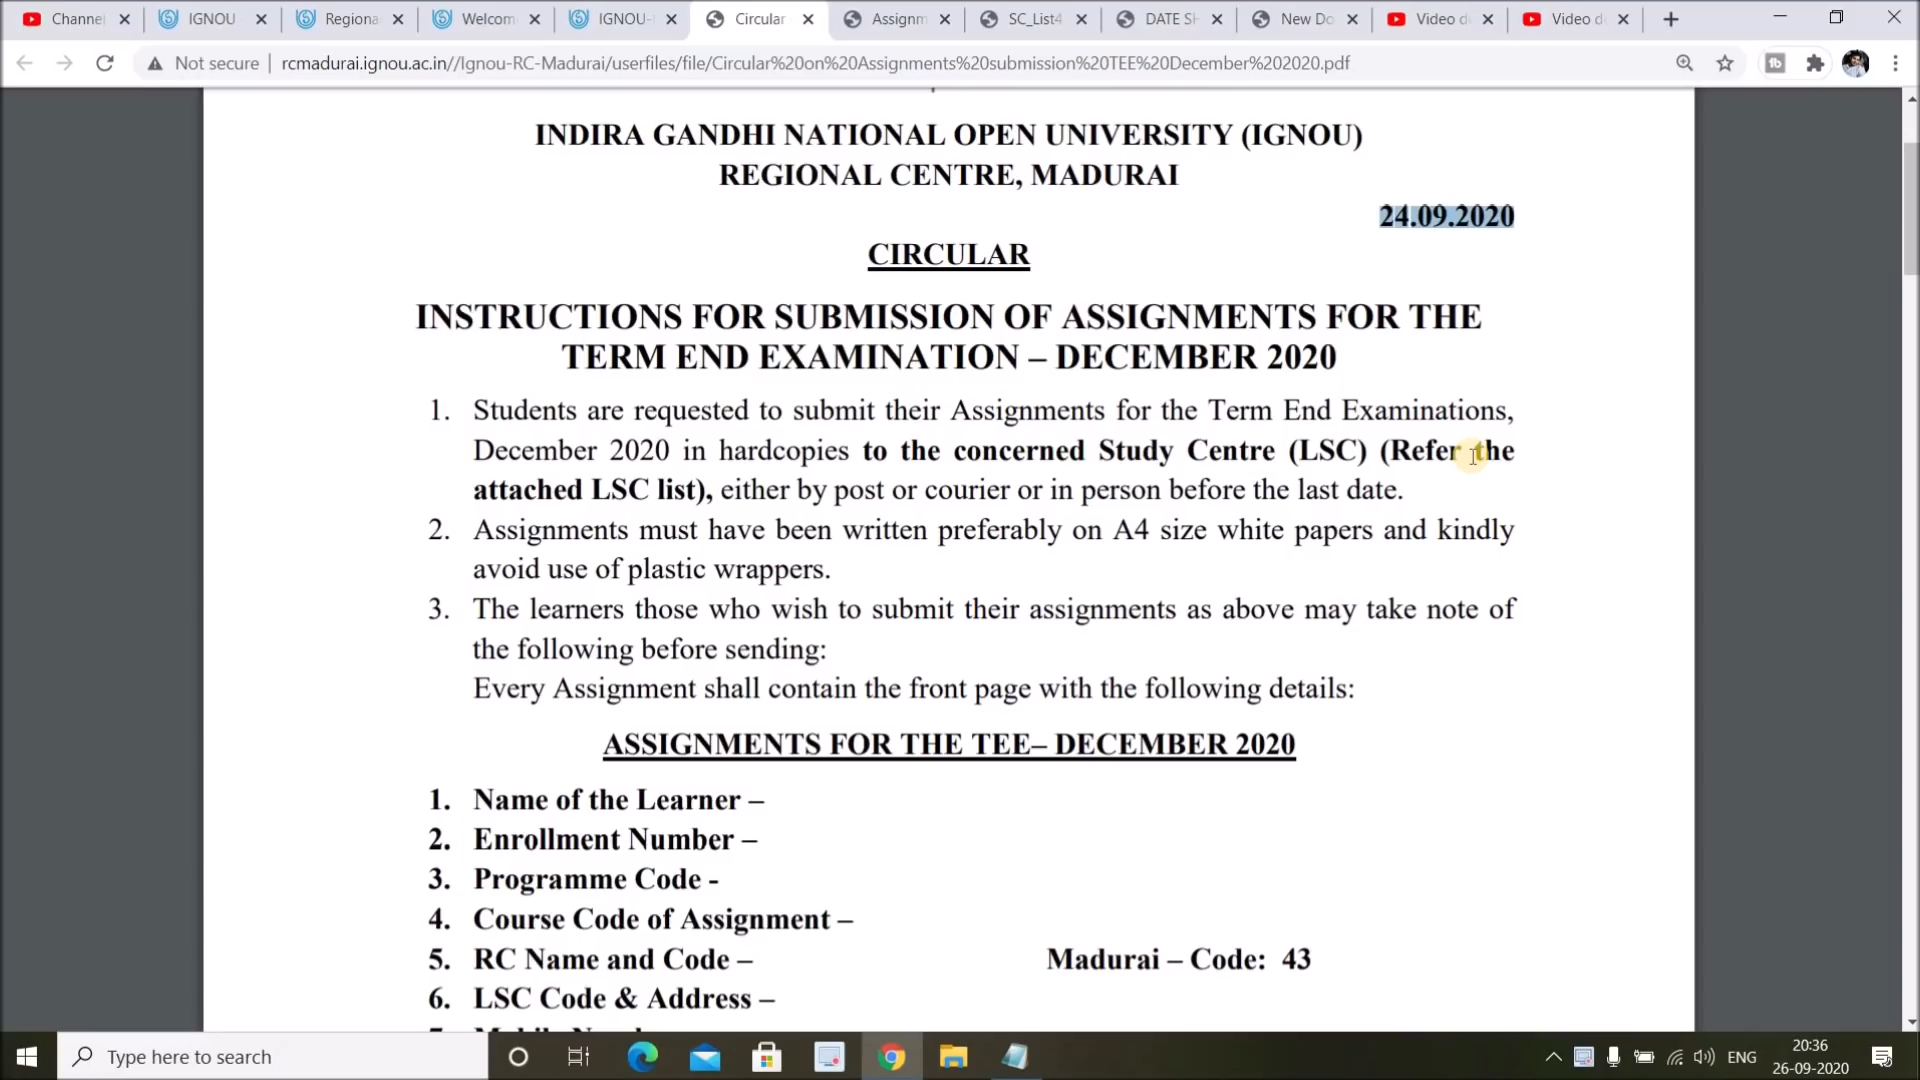 Channel
IGNOU
Regiona
Welcom
IGNOU-
Circular
Assignm
SC_List4
DATE SH
New Do
Video d
Video d
Not secure
rcmadurai.ignou.ac.in//Ignou-RC-Madurai/userfiles/file/Circular%20on%20Assignments%20submission%20TEE%20December%202020.pdf
INDIRA GANDHI NATIONAL OPEN UNIVERSITY (IGNOU)
REGIONAL CENTRE, MADURAI
24.09.2020
CIRCULAR
INSTRUCTIONS FOR SUBMISSION OF ASSIGNMENTS FOR THE
TERM END EXAMINATION – DECEMBER 2020
1. Students are requested to submit their Assignments for the Term End Examinations,
December 2020 in hardcopies to the concerned Study Centre (LSC) (Refer the
attached LSC list), either by post or courier or in person before the last date.
2. Assignments must have been written preferably on A4 size white papers and kindly
avoid use of plastic wrappers.
3. The learners those who wish to submit their assignments as above may take note of
the following before sending:
Every Assignment shall contain the front page with the following details:
ASSIGNMENTS FOR THE TEE– DECEMBER 2020
1. Name of the Learner –
2. Enrollment Number –
3. Programme Code -
4. Course Code of Assignment –
5. RC Name and Code – Madurai – Code: 43
6. LSC Code & Address –
Type here to search
ENG
20:36
26-09-2020